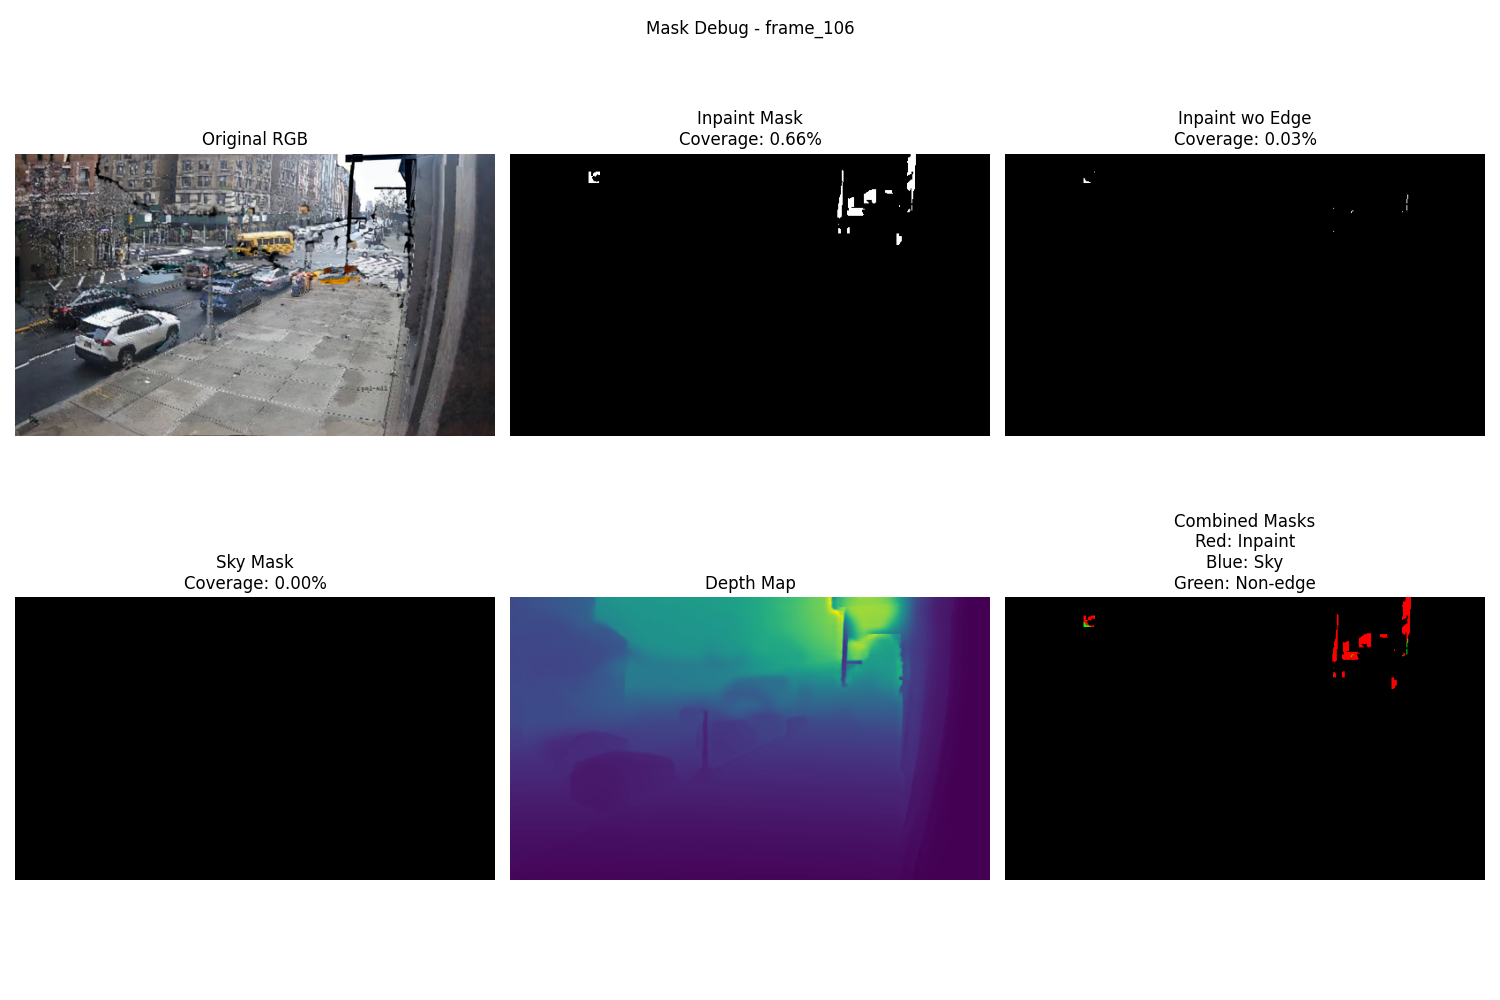 Mask Debug - frame_106
Original RGB
Inpaint Mask
Coverage: 0.66%
Inpaint wo Edge
Coverage: 0.03%
Sky Mask
Coverage: 0.00%
Depth Map
Combined Masks
Red: Inpaint
Blue: Sky
Green: Non-edge